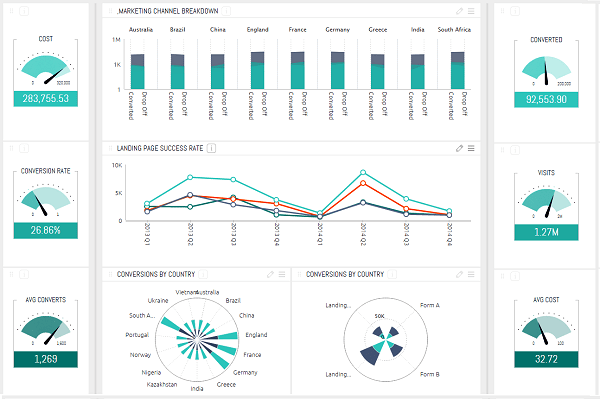 COST
0
320,000
283,755.53
CONVERSION RATE
0
1
26.86%
AVG CONVERTS
0
1,600
1,269
MARKETING CHANNEL BREAKDOWN
Australia Brazil China England France Germany Greece India South Africa
1M
1K
1
Converted Drop Off Converted Drop Off Converted Drop Off Converted Drop Off Converted Drop Off Converted Drop Off Converted Drop Off Converted Drop Off Converted Drop Off
LANDING PAGE SUCCESS RATE
10K
5K
0
2013 Q1 2013 Q2 2013 Q3 2013 Q4 2014 Q1 2014 Q2 2014 Q3 2014 Q4
CONVERSIONS BY COUNTRY
Vietnam Australia
Ukraine Brazil
South A... China
Portugal England
Norway France
Nigeria Germany
Kazakhstan Greece
India
CONVERSIONS BY COUNTRY
Landing... Form A
50K
Landing... Form B
CONVERTED
0
200,000
92,553.90
VISITS
0
2M
1.27M
AVG COST
0
100
32.72